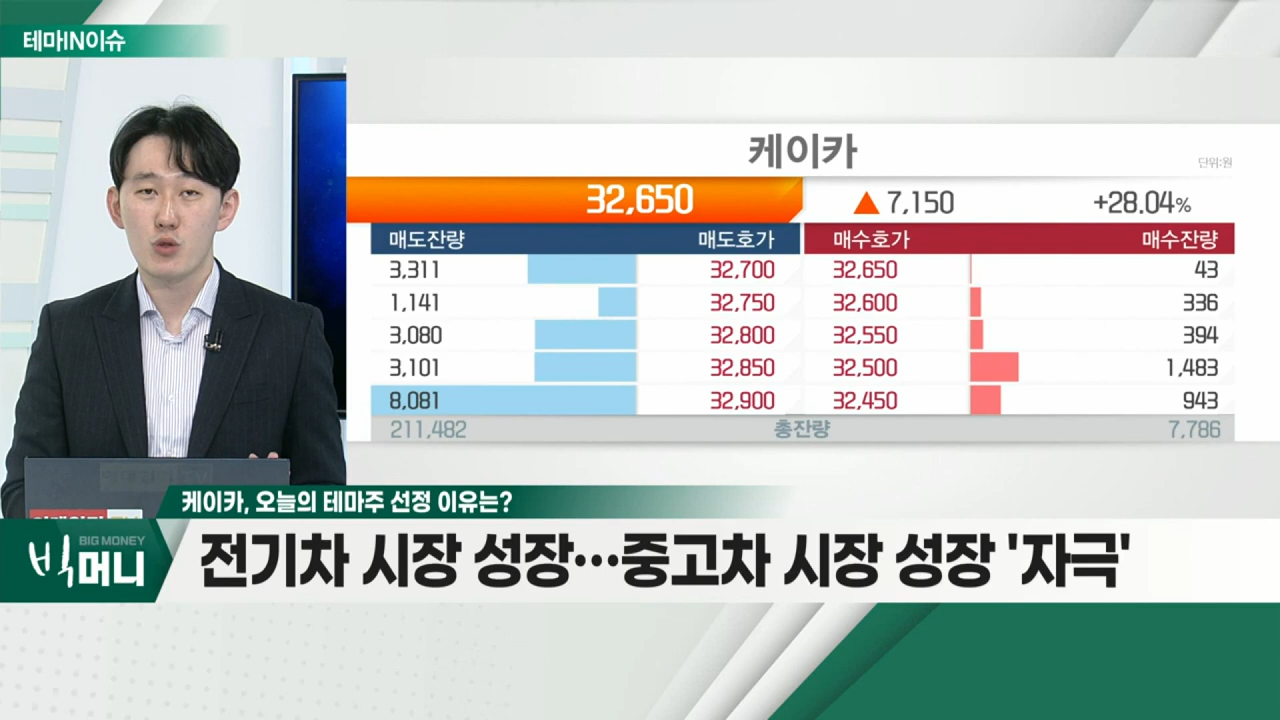 테마IN이슈
케이카
단위:원
32,650 ▲ 7,150 +28.04%
매도잔량 매도호가 매수호가 매수잔량
3,311 32,700 32,650 43
1,141 32,750 32,600 336
3,080 32,800 32,550 394
3,101 32,850 32,500 1,483
8,081 32,900 32,450 943
211,482 총잔량 7,786
케이카, 오늘의 테마주 선정 이유는?
BIG MONEY
빅머니
전기차 시장 성장…중고차 시장 성장 '자극'